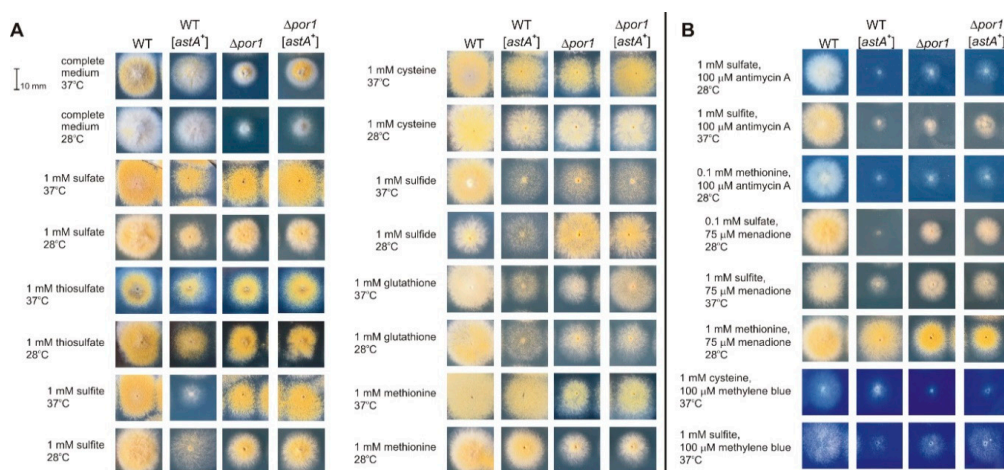 A
WT
WT
[astA⁺]
Δpor1
Δpor1
[astA⁺]
complete
medium
37°C
10 mm
complete
medium
28°C
1 mM sulfate
37°C
1 mM sulfate
28°C
1 mM thiosulfate
37°C
1 mM thiosulfate
28°C
1 mM sulfite
37°C
1 mM sulfite
28°C
WT
WT
[astA⁺]
Δpor1
Δpor1
[astA⁺]
1 mM cysteine
37°C
1 mM cysteine
28°C
1 mM sulfide
37°C
1 mM sulfide
28°C
1 mM glutathione
37°C
1 mM glutathione
28°C
1 mM methionine
37°C
1 mM methionine
28°C
B
WT
WT
[astA⁺]
Δpor1
Δpor1
[astA⁺]
1 mM sulfate,
100 μM antimycin A
28°C
1 mM sulfite,
100 μM antimycin A
37°C
0.1 mM methionine,
100 μM antimycin A
28°C
0.1 mM sulfate,
75 μM menadione
28°C
1 mM sulfite,
75 μM menadione
37°C
1 mM methionine,
75 μM menadione
28°C
1 mM cysteine,
100 μM methylene blue
37°C
1 mM sulfite,
100 μM methylene blue
37°C